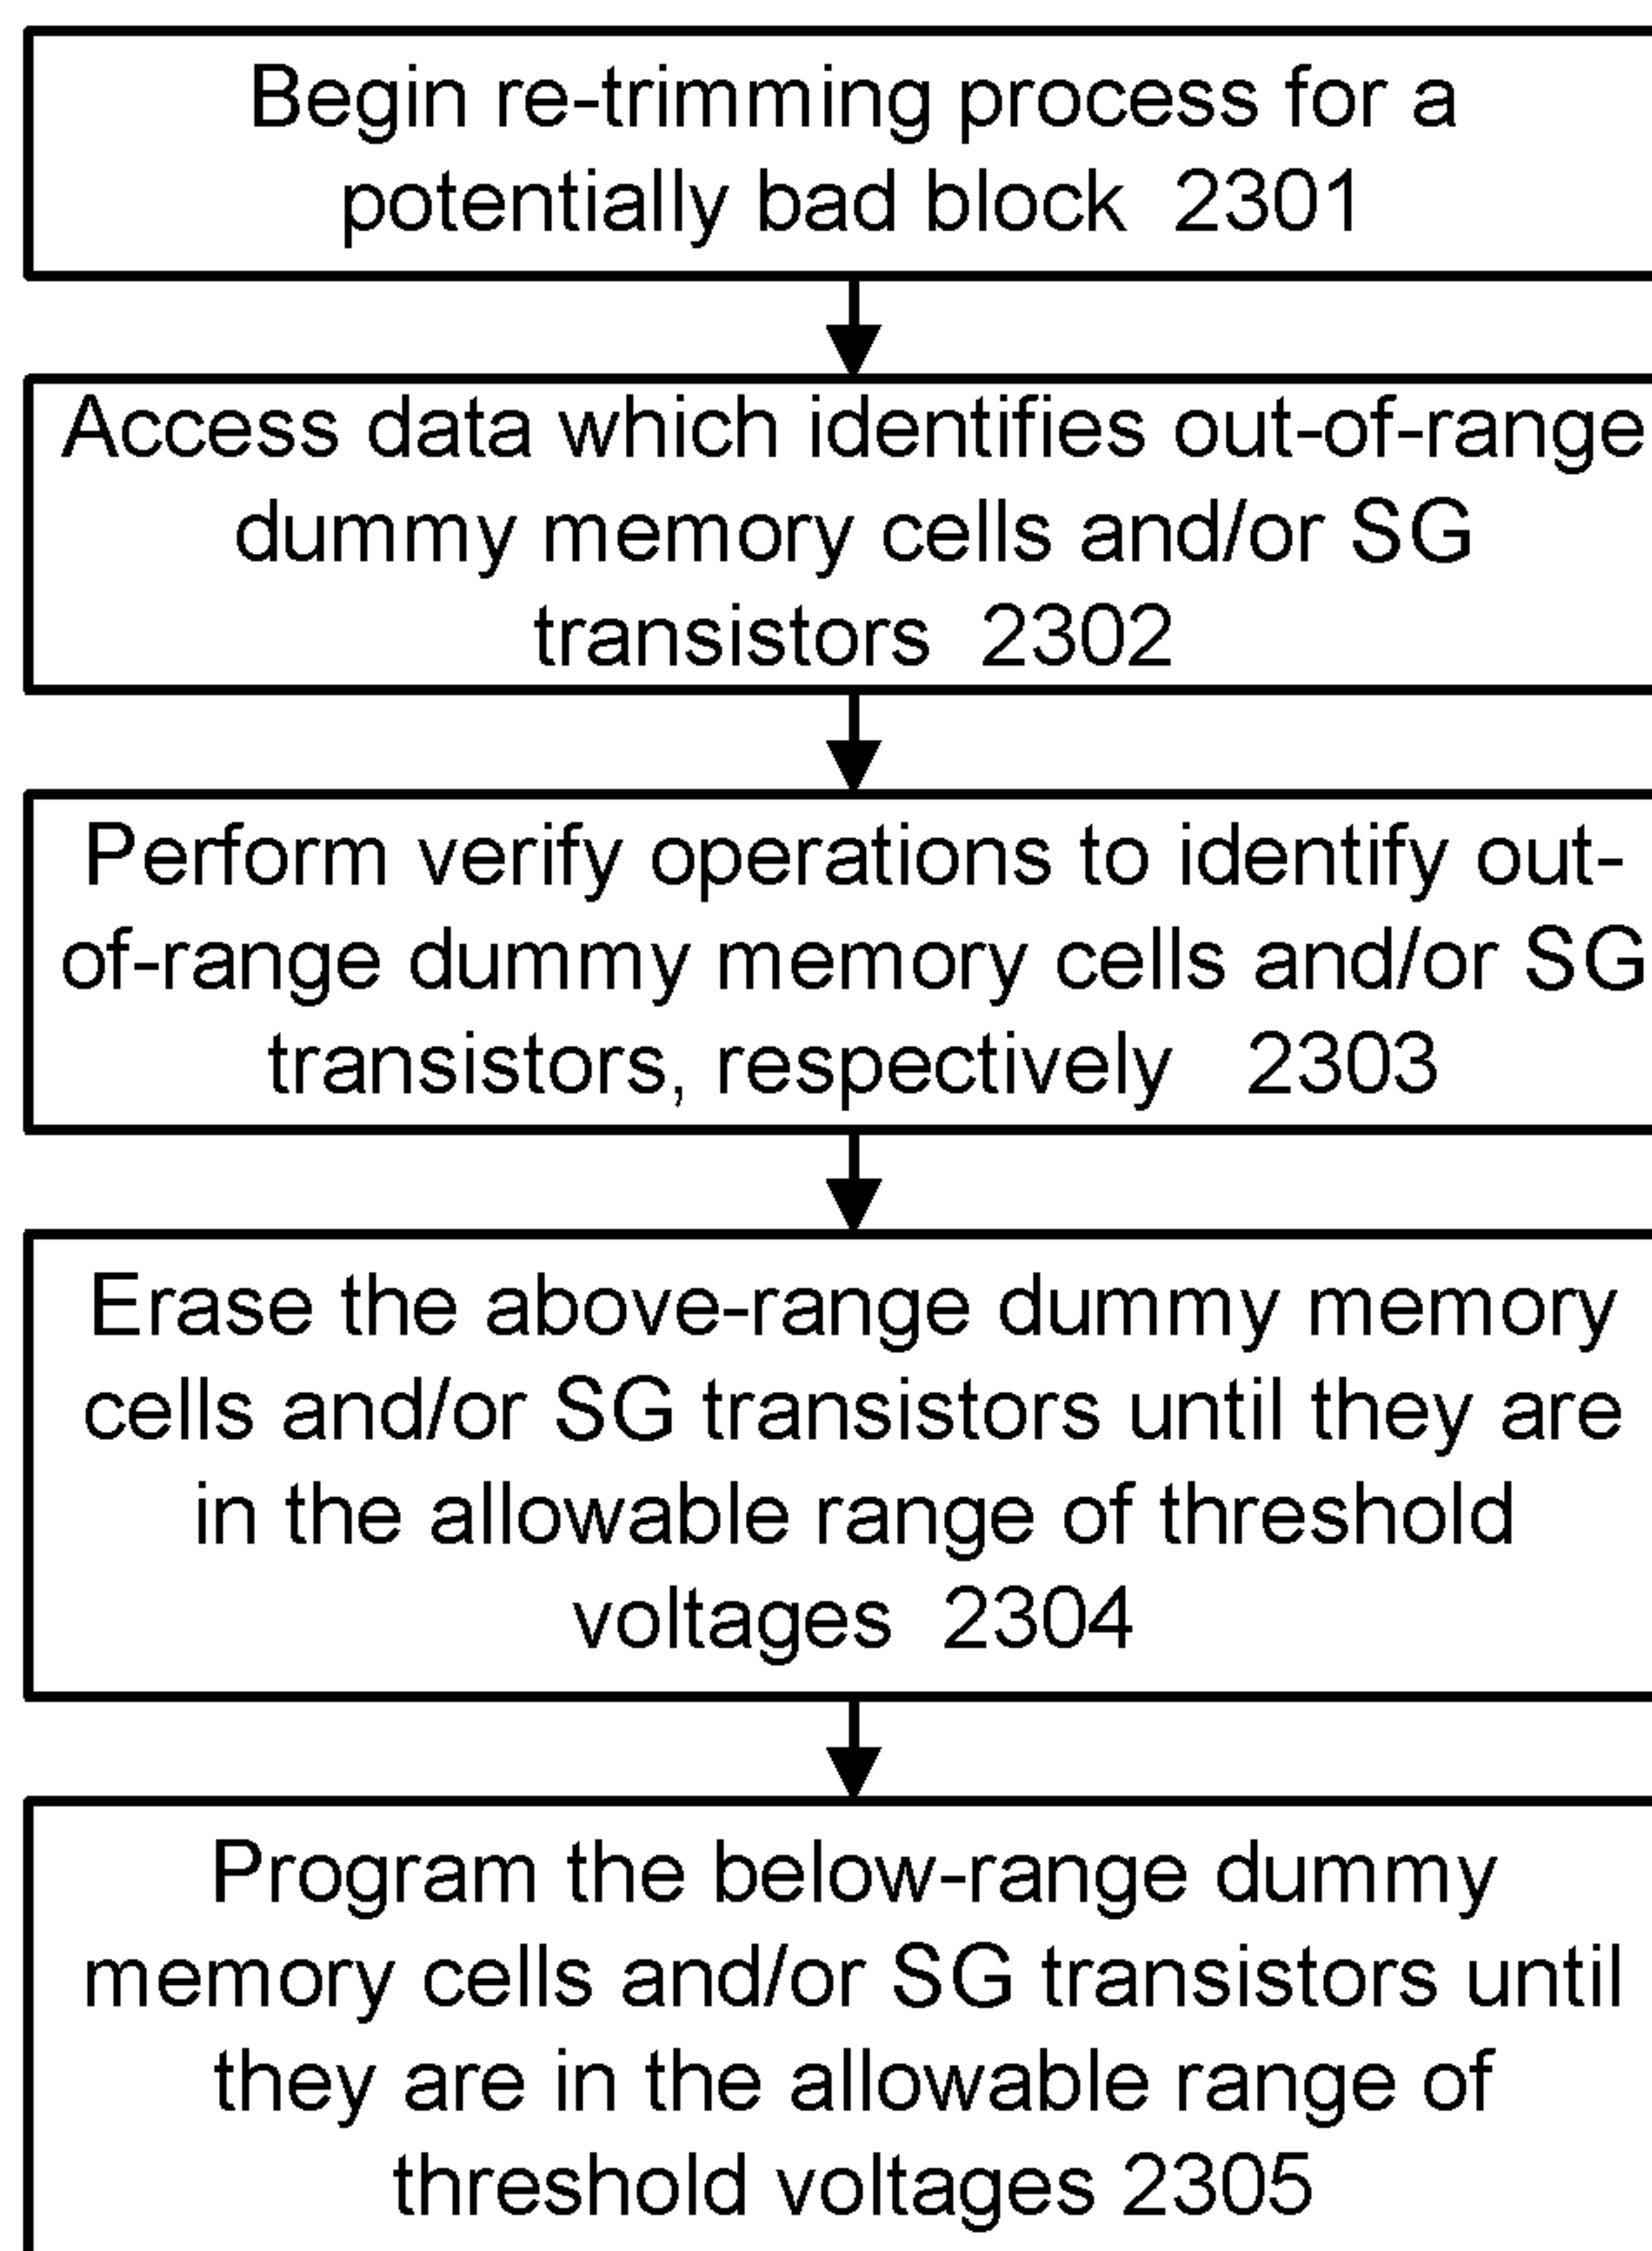 Begin re-trimming process for a
potentially bad block 2301
Access data which identifies out-of-range
dummy memory cells and/or SG
transistors 2302
Perform verify operations to identify out-
of-range dummy memory cells and/or SG
transistors, respectively 2303
Erase the above-range dummy memory
cells and/or SG transistors until they are
in the allowable range of threshold
voltages 2304
Program the below-range dummy
memory cells and/or SG transistors until
they are in the allowable range of
threshold voltages 2305